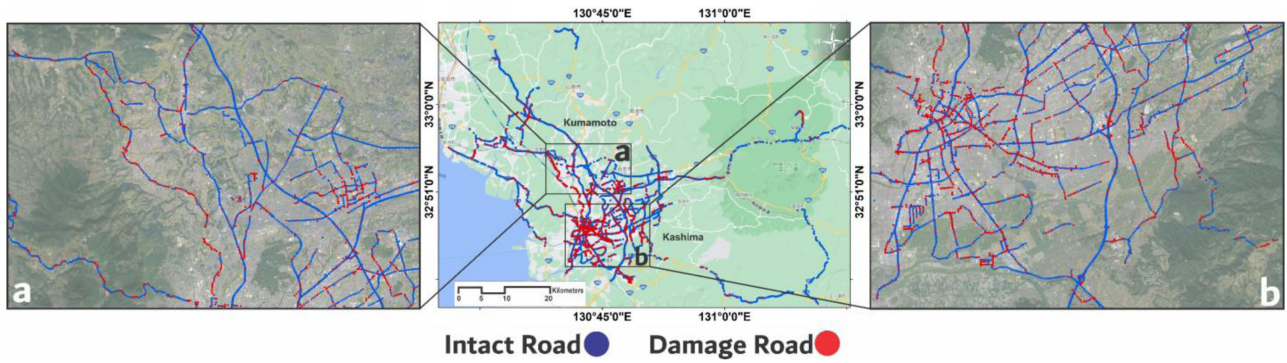 130°45'0"E 131°0'0"E
33°0'0"N
33°0'0"N
32°51'0"N
32°51'0"N
Kumamoto
a
Kashima
b
a
b
0 5 10 20
Kilometers
130°45'0"E 131°0'0"E
Intact Road Damage Road